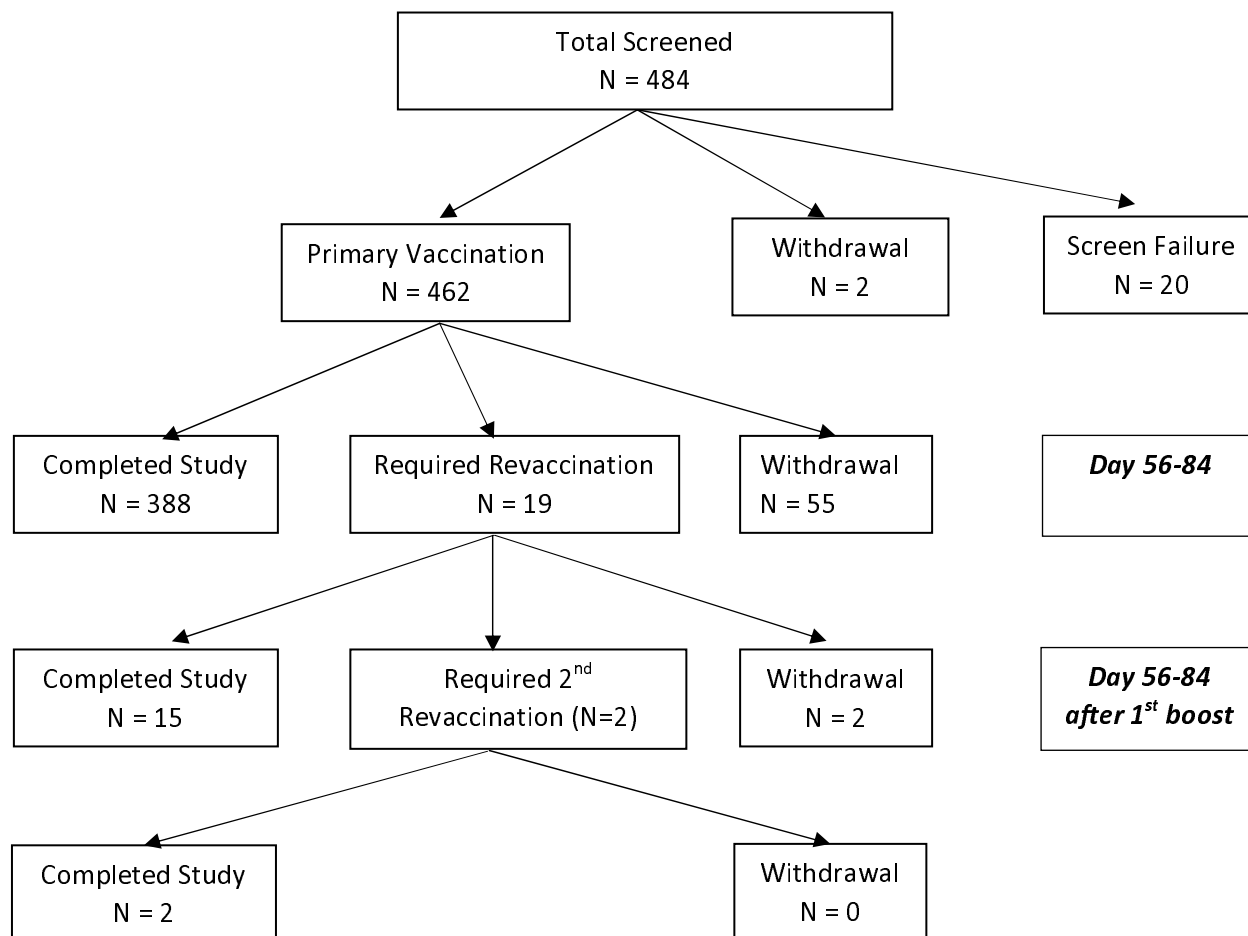 Total Screened
N = 484
Primary Vaccination
N = 462
Withdrawal
N = 2
Screen Failure
N = 20
Completed Study
N = 388
Required Revaccination
N = 19
Withdrawal
N = 55
Day 56-84
Completed Study
N = 15
Required 2nd
Revaccination (N=2)
Withdrawal
N = 2
Day 56-84
after 1st boost
Completed Study
N = 2
Withdrawal
N = 0